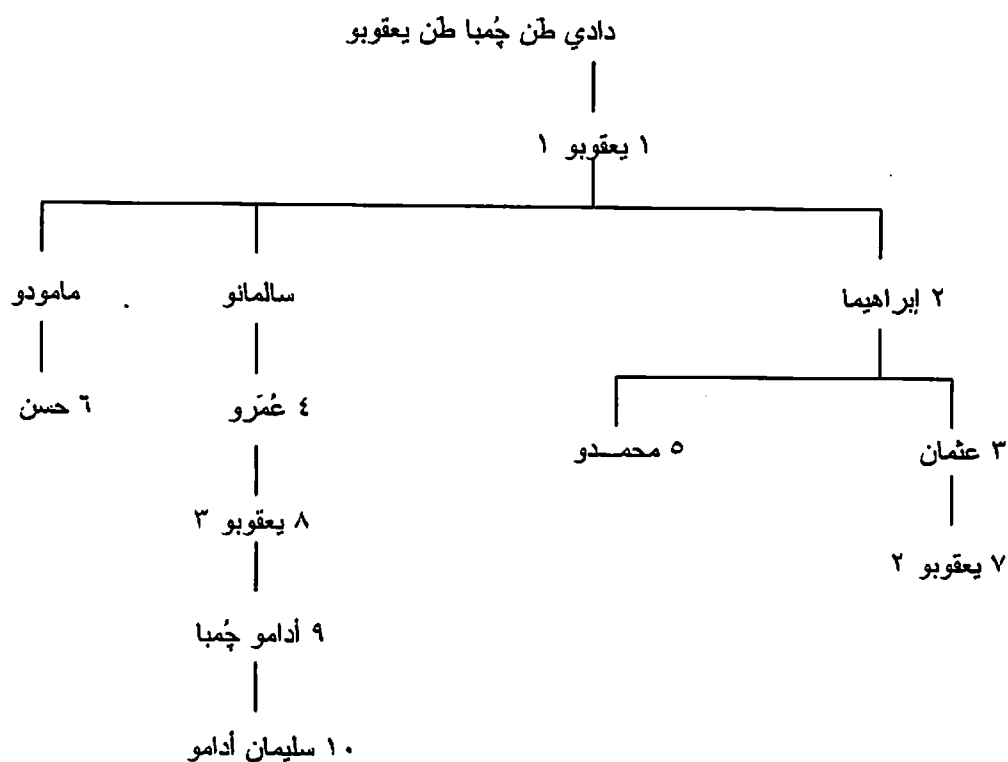 دادي طَن جُمبا طَن يعقوبو
١ يعقوبو ١
٢ إبراهيما
سالمانو
مامودو
٣ عثمان
٥ محمدو
٤ عُمَرو
٦ حسن
٧ يعقوبو ٢
٨ يعقوبو ٣
٩ أدامو جُمبا
١٠ سليمان أدامو